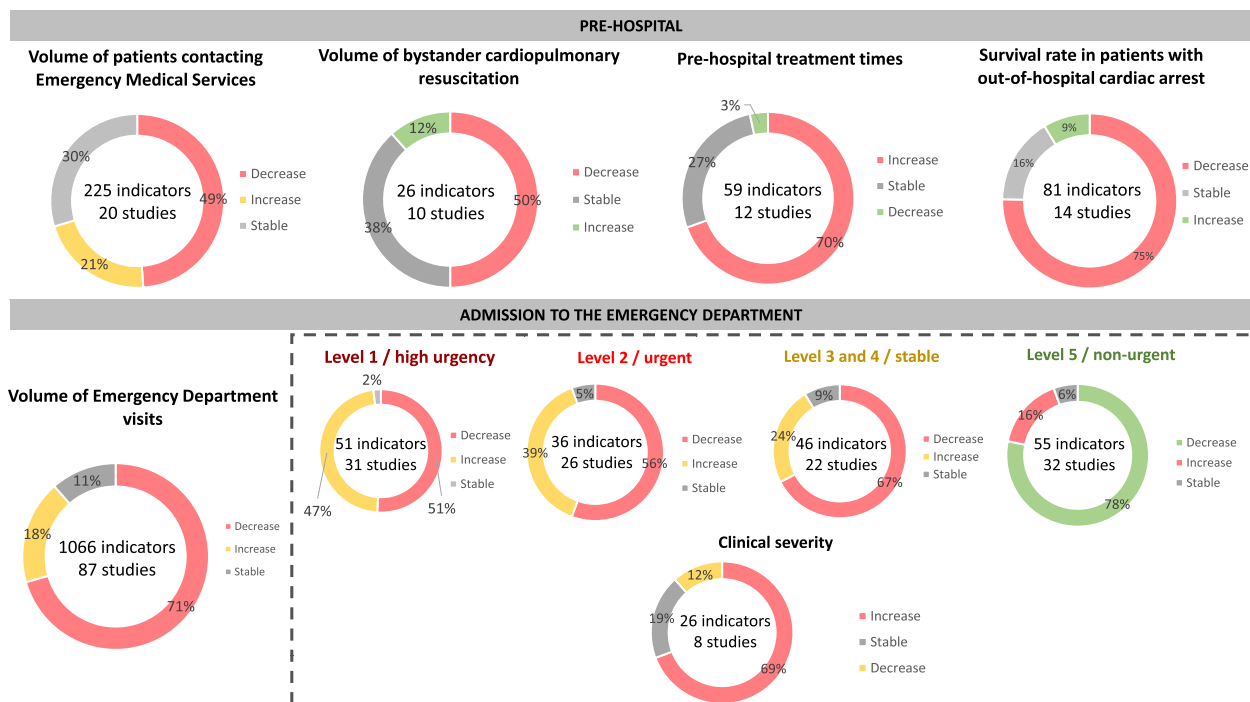 PRE-HOSPITAL
Volume of patients contacting
Emergency Medical Services
30%
49%
21%
225 indicators
20 studies
Decrease
Increase
Stable
Volume of bystander cardiopulmonary
resuscitation
12%
38%
50%
26 indicators
10 studies
Decrease
Stable
Increase
Pre-hospital treatment times
3%
27%
70%
59 indicators
12 studies
Increase
Stable
Decrease
Survival rate in patients with
out-of-hospital cardiac arrest
9%
16%
75%
81 indicators
14 studies
Decrease
Stable
Increase
ADMISSION TO THE EMERGENCY DEPARTMENT
Volume of Emergency Department
visits
11%
18%
71%
1066 indicators
87 studies
Decrease
Increase
Stable
Level 1 / high urgency
2%
47%
51%
51 indicators
31 studies
Decrease
Increase
Stable
Level 2 / urgent
5%
39%
56%
36 indicators
26 studies
Decrease
Increase
Stable
Level 3 and 4 / stable
9%
24%
67%
46 indicators
22 studies
Decrease
Increase
Stable
Level 5 / non-urgent
6%
16%
78%
55 indicators
32 studies
Decrease
Increase
Stable
Clinical severity
12%
19%
69%
26 indicators
8 studies
Increase
Stable
Decrease